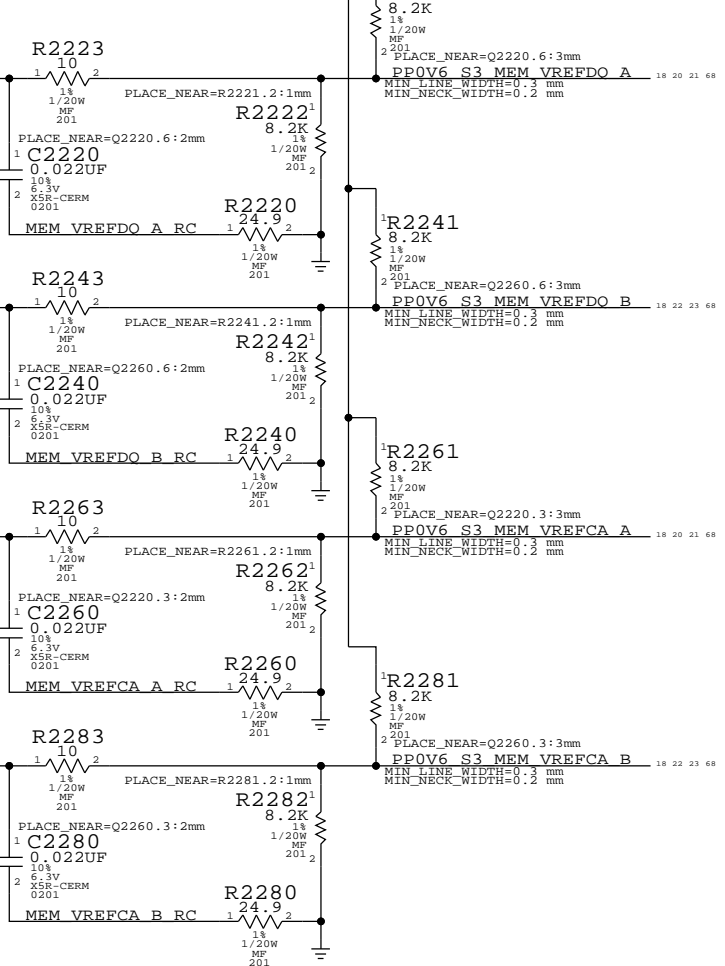 8.2K
1%
MF
2 201
PLACE_NEAR=Q2220.6:3mm
R2223
10
1 2
1%
1/20W
MF
201
PP0V6_S3_MEM_VREFDQ_A 18 20 21 68
MIN_LINE_WIDTH=0.3 mm
MIN_NECK_WIDTH=0.2 mm
PLACE_NEAR=R2221.2:1mm
R2222 1
8.2K
1%
1/20W
MF
201 2
PLACE_NEAR=Q2220.6:2mm
1 C2220
0.022UF
10%
6.3V
2 X5R-CERM
0201
R2220
24.9
MEM_VREFDQ_A_RC 1 2
1%
1/20W
MF
201
1 R2241
8.2K
1%
1/20W
MF
2 201
PLACE_NEAR=Q2260.6:3mm
R2243
10
1 2
1%
1/20W
MF
201
PP0V6_S3_MEM_VREFDQ_B 18 22 23 68
MIN_LINE_WIDTH=0.3 mm
MIN_NECK_WIDTH=0.2 mm
PLACE_NEAR=R2241.2:1mm
R2242 1
8.2K
1%
1/20W
MF
201 2
PLACE_NEAR=Q2260.6:2mm
1 C2240
0.022UF
10%
6.3V
2 X5R-CERM
0201
R2240
24.9
MEM_VREFDQ_B_RC 1 2
1%
1/20W
MF
201
1 R2261
8.2K
1%
1/20W
MF
2 201
PLACE_NEAR=Q2220.3:3mm
R2263
10
1 2
1%
1/20W
MF
201
PP0V6_S3_MEM_VREFCA_A 18 20 21 68
MIN_LINE_WIDTH=0.3 mm
MIN_NECK_WIDTH=0.2 mm
PLACE_NEAR=R2261.2:1mm
R2262 1
8.2K
1%
1/20W
MF
201 2
PLACE_NEAR=Q2220.3:2mm
1 C2260
0.022UF
10%
6.3V
2 X5R-CERM
0201
R2260
24.9
MEM_VREFCA_A_RC 1 2
1%
1/20W
MF
201
1 R2281
8.2K
1%
1/20W
MF
2 201
PLACE_NEAR=Q2260.3:3mm
R2283
10
1 2
1%
1/20W
MF
201
PP0V6_S3_MEM_VREFCA_B 18 22 23 68
MIN_LINE_WIDTH=0.3 mm
MIN_NECK_WIDTH=0.2 mm
PLACE_NEAR=R2281.2:1mm
R2282 1
8.2K
1%
1/20W
MF
201 2
PLACE_NEAR=Q2260.3:2mm
1 C2280
0.022UF
10%
6.3V
2 X5R-CERM
0201
R2280
24.9
MEM_VREFCA_B_RC 1 2
1%
1/20W
MF
201